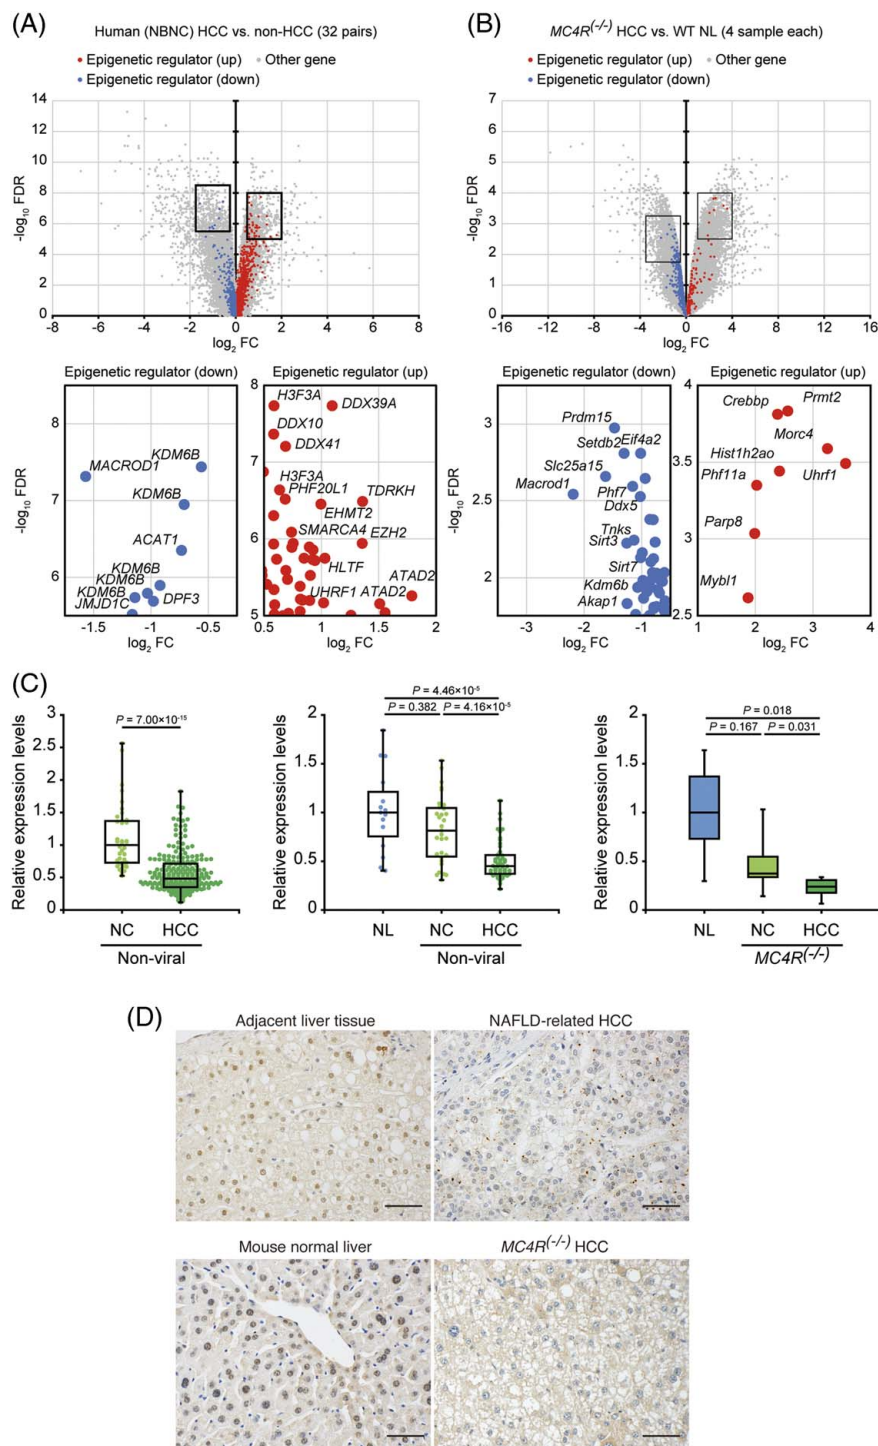 (A)
Human (NBNC) HCC vs. non-HCC (32 pairs)
Epigenetic regulator (up) Other gene
Epigenetic regulator (down)
14
12
10
8
6
4
2
0
-log10 FDR
-8 -6 -4 -2 0 2 4 6 8
log2 FC
(B)
MC4R(-/-) HCC vs. WT NL (4 sample each)
Epigenetic regulator (up) Other gene
Epigenetic regulator (down)
7
6
5
4
3
2
1
0
-log10 FDR
-16 -12 -8 -4 0 4 8 12 16
log2 FC
Epigenetic regulator (down)
8
7
6
-log10 FDR
KDM6B
MACROD1
KDM6B
ACAT1
KDM6B
KDM6B
JMJD1C DPF3
-1.5 -1.0 -0.5
log2 FC
Epigenetic regulator (up)
8
7
6
5
H3F3A
DDX39A
DDX10
DDX41
H3F3A
PHF20L1 TDRKH
EHMT2
SMARCA4 EZH2
HLTF
ATAD2
UHRF1 ATAD2
0.5 1 1.5 2
log2 FC
Epigenetic regulator (down)
3
2.5
2
-log10 FDR
Prdm15
Setdb2 Eif4a2
Slc25a15
Macrod1 Phf7
Ddx5
Tnks
Sirt3
Sirt7
Kdm6b
Akap1
-3 -2 -1 0
log2 FC
Epigenetic regulator (up)
4
3.5
3
2.5
Crebbp Prmt2
Morc4
Hist1h2ao
Phf11a Uhrf1
Parp8
Mybl1
1 2 3 4
log2 FC
(C)
Relative expression levels
3
2.5
2
1.5
1
0.5
0
P = 7.00×10-15
NC HCC
Non-viral
Relative expression levels
2
1.5
1
0.5
0
P = 4.46×10-5
P = 0.382 P = 4.16×10-5
NL NC HCC
Non-viral
Relative expression levels
2
1.5
1
0.5
0
P = 0.018
P = 0.167 P = 0.031
NL NC HCC
MC4R(-/-)
(D)
Adjacent liver tissue NAFLD-related HCC
Mouse normal liver MC4R(-/-) HCC